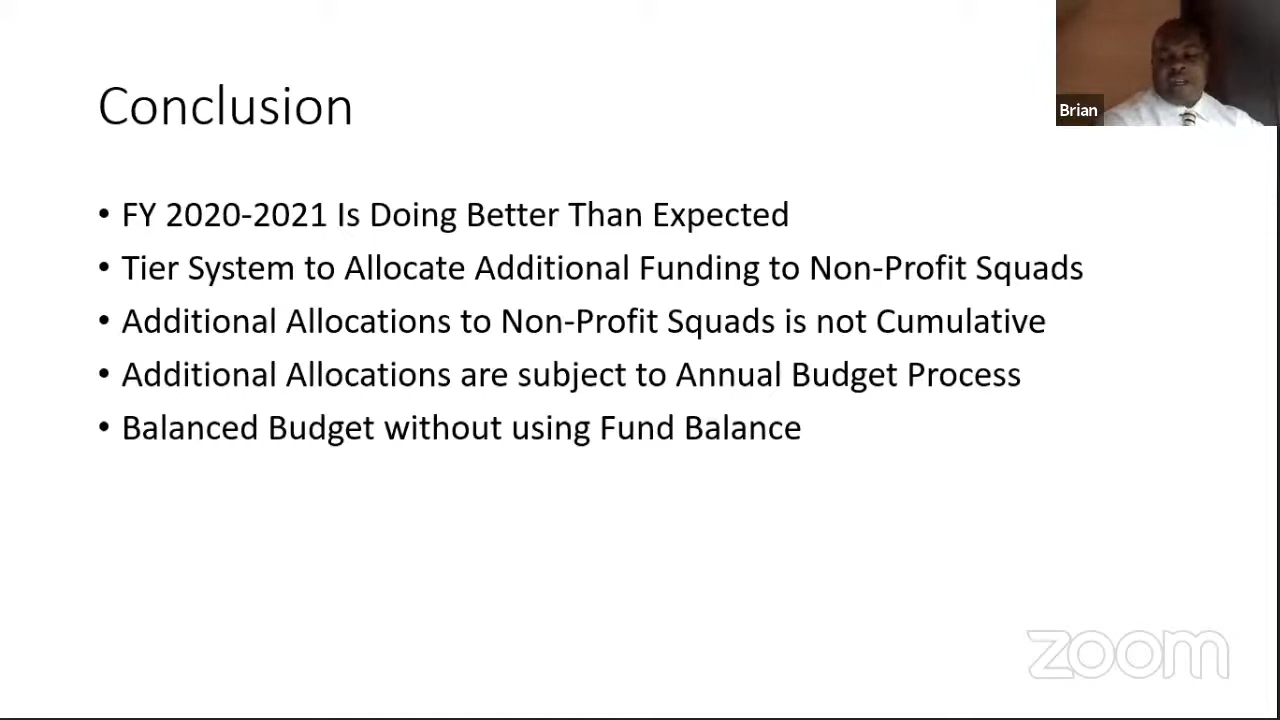 Conclusion
Brian
• FY 2020-2021 Is Doing Better Than Expected
• Tier System to Allocate Additional Funding to Non-Profit Squads
• Additional Allocations to Non-Profit Squads is not Cumulative
• Additional Allocations are subject to Annual Budget Process
• Balanced Budget without using Fund Balance
zoom